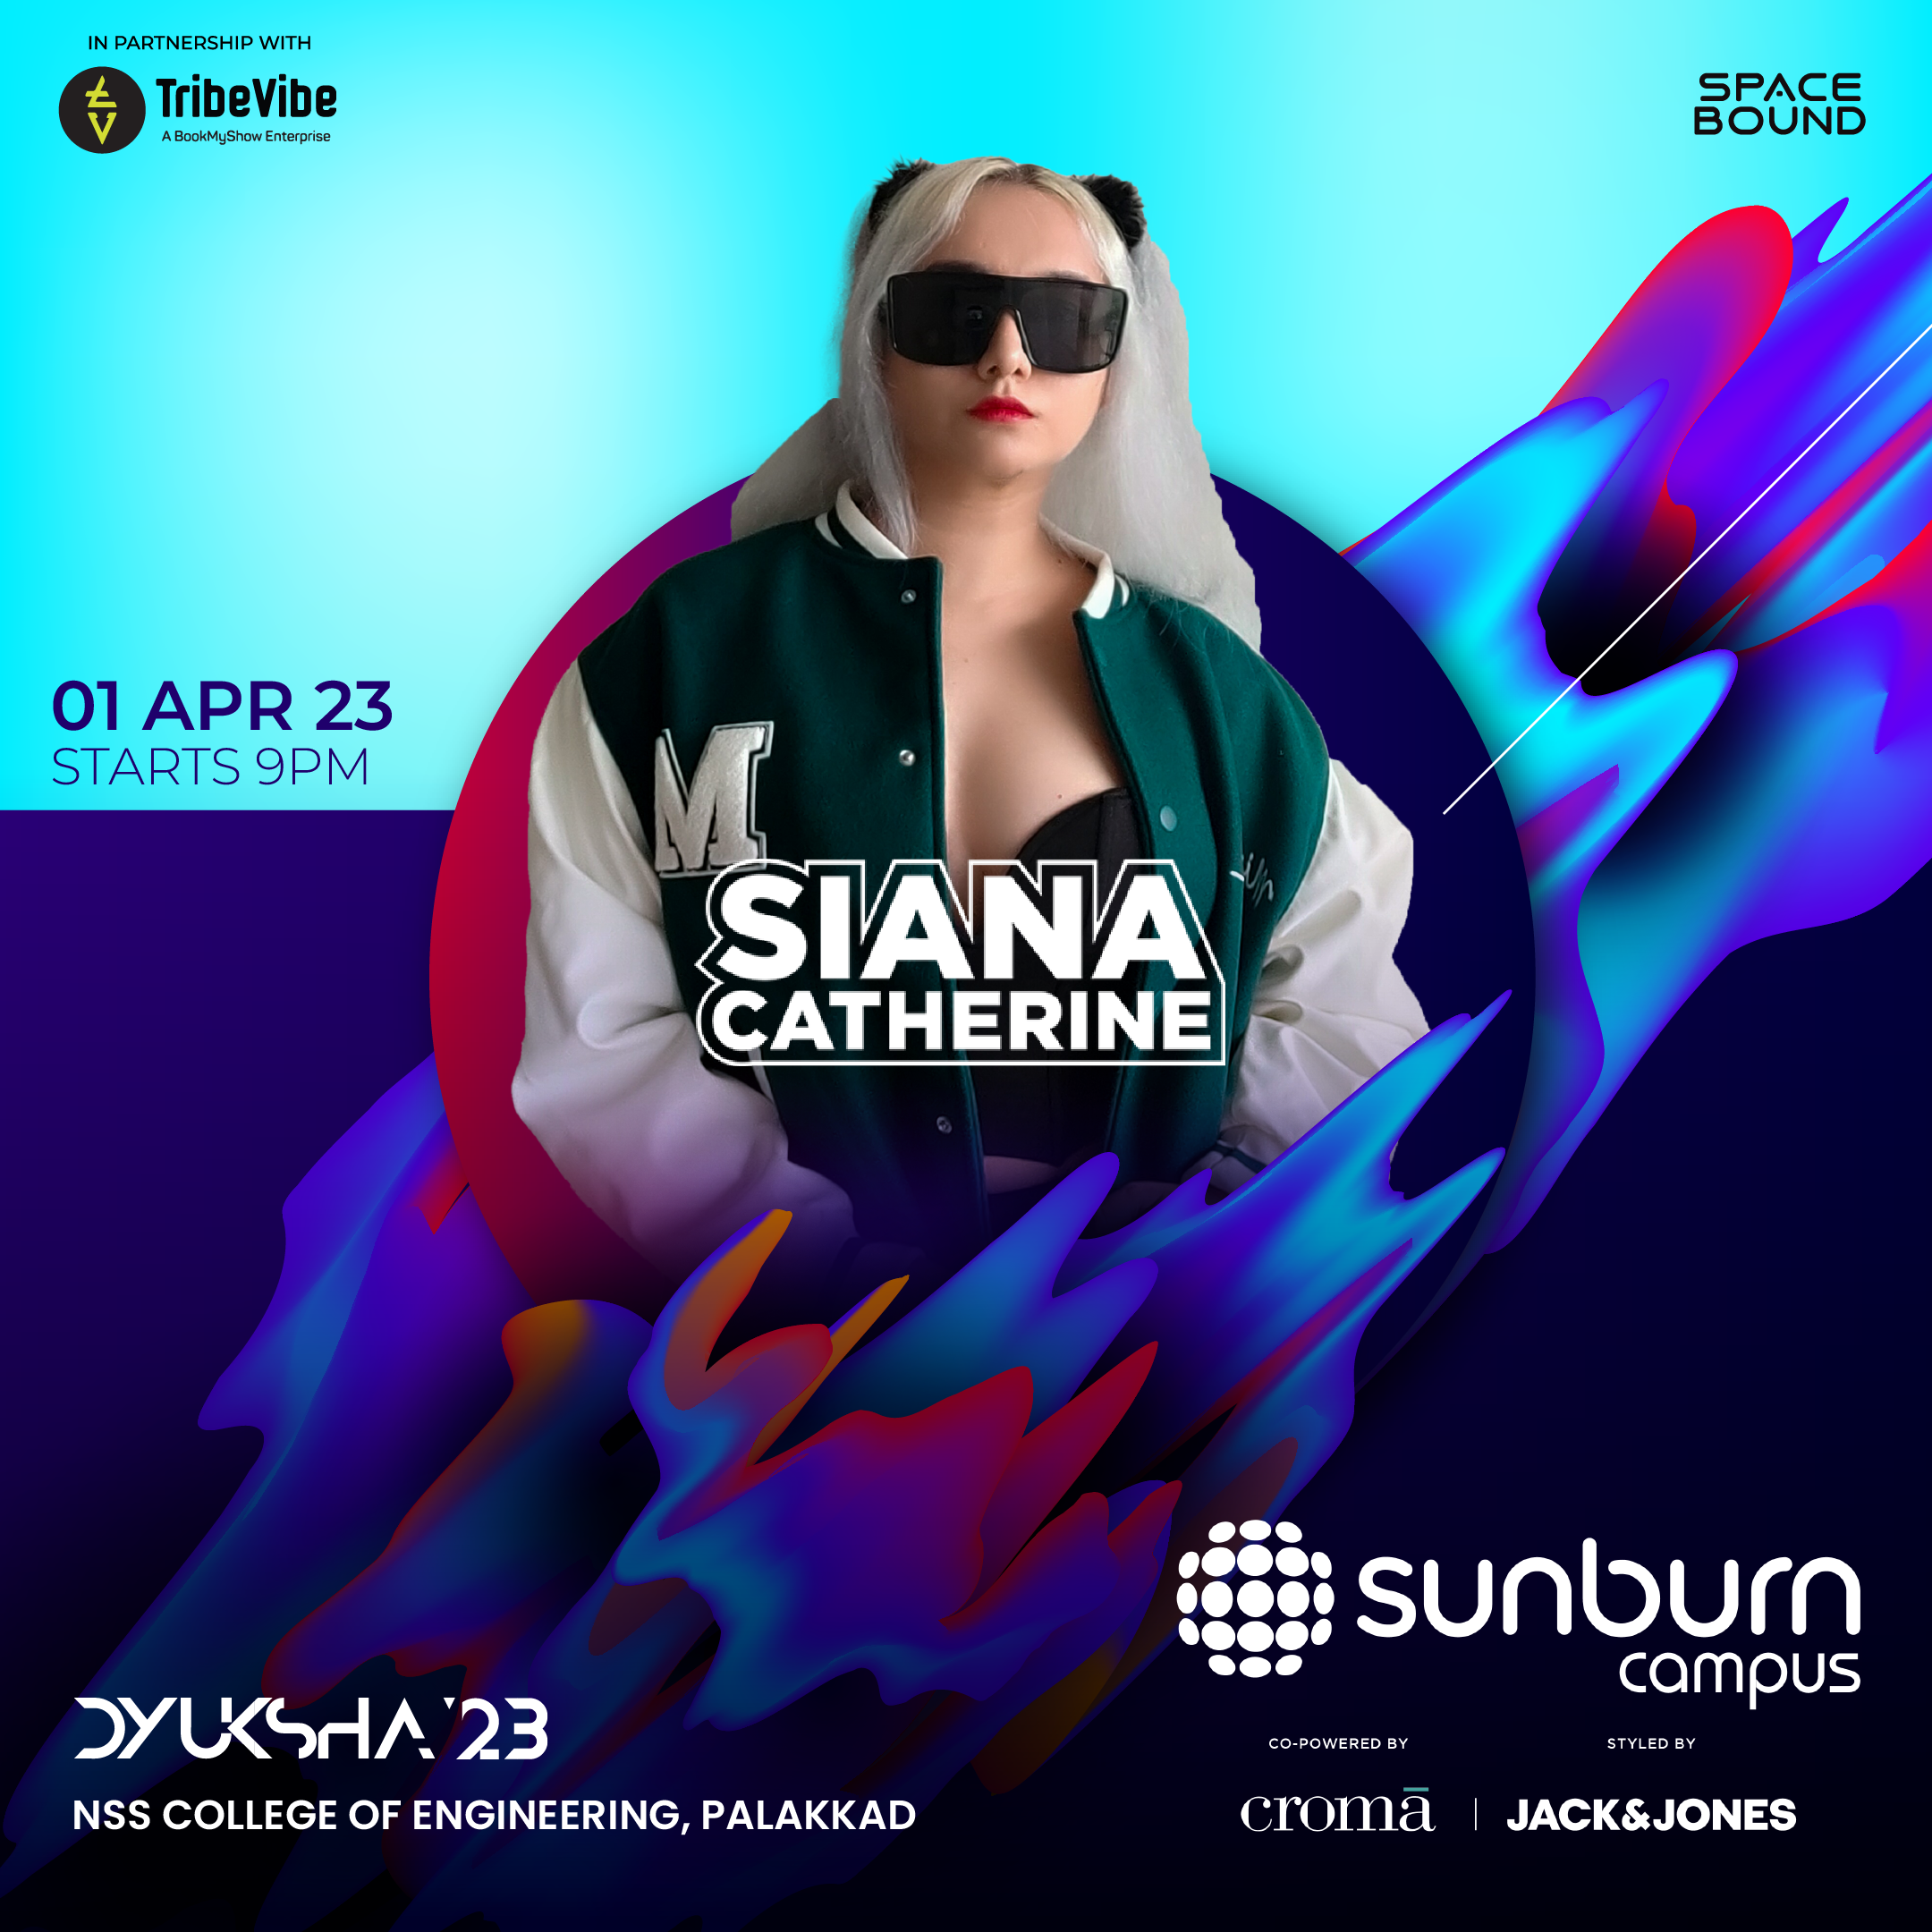 IN PARTNERSHIP WITH
TribeVibe
A BookMyShow Enterprise
SPACE
BOUND
01 APR 23
STARTS 9PM
M
SIANA
CATHERINE
sunburn
campus
DYUKSHA '23
NSS COLLEGE OF ENGINEERING, PALAKKAD
CO-POWERED BY
STYLED BY
cromā
JACK&JONES